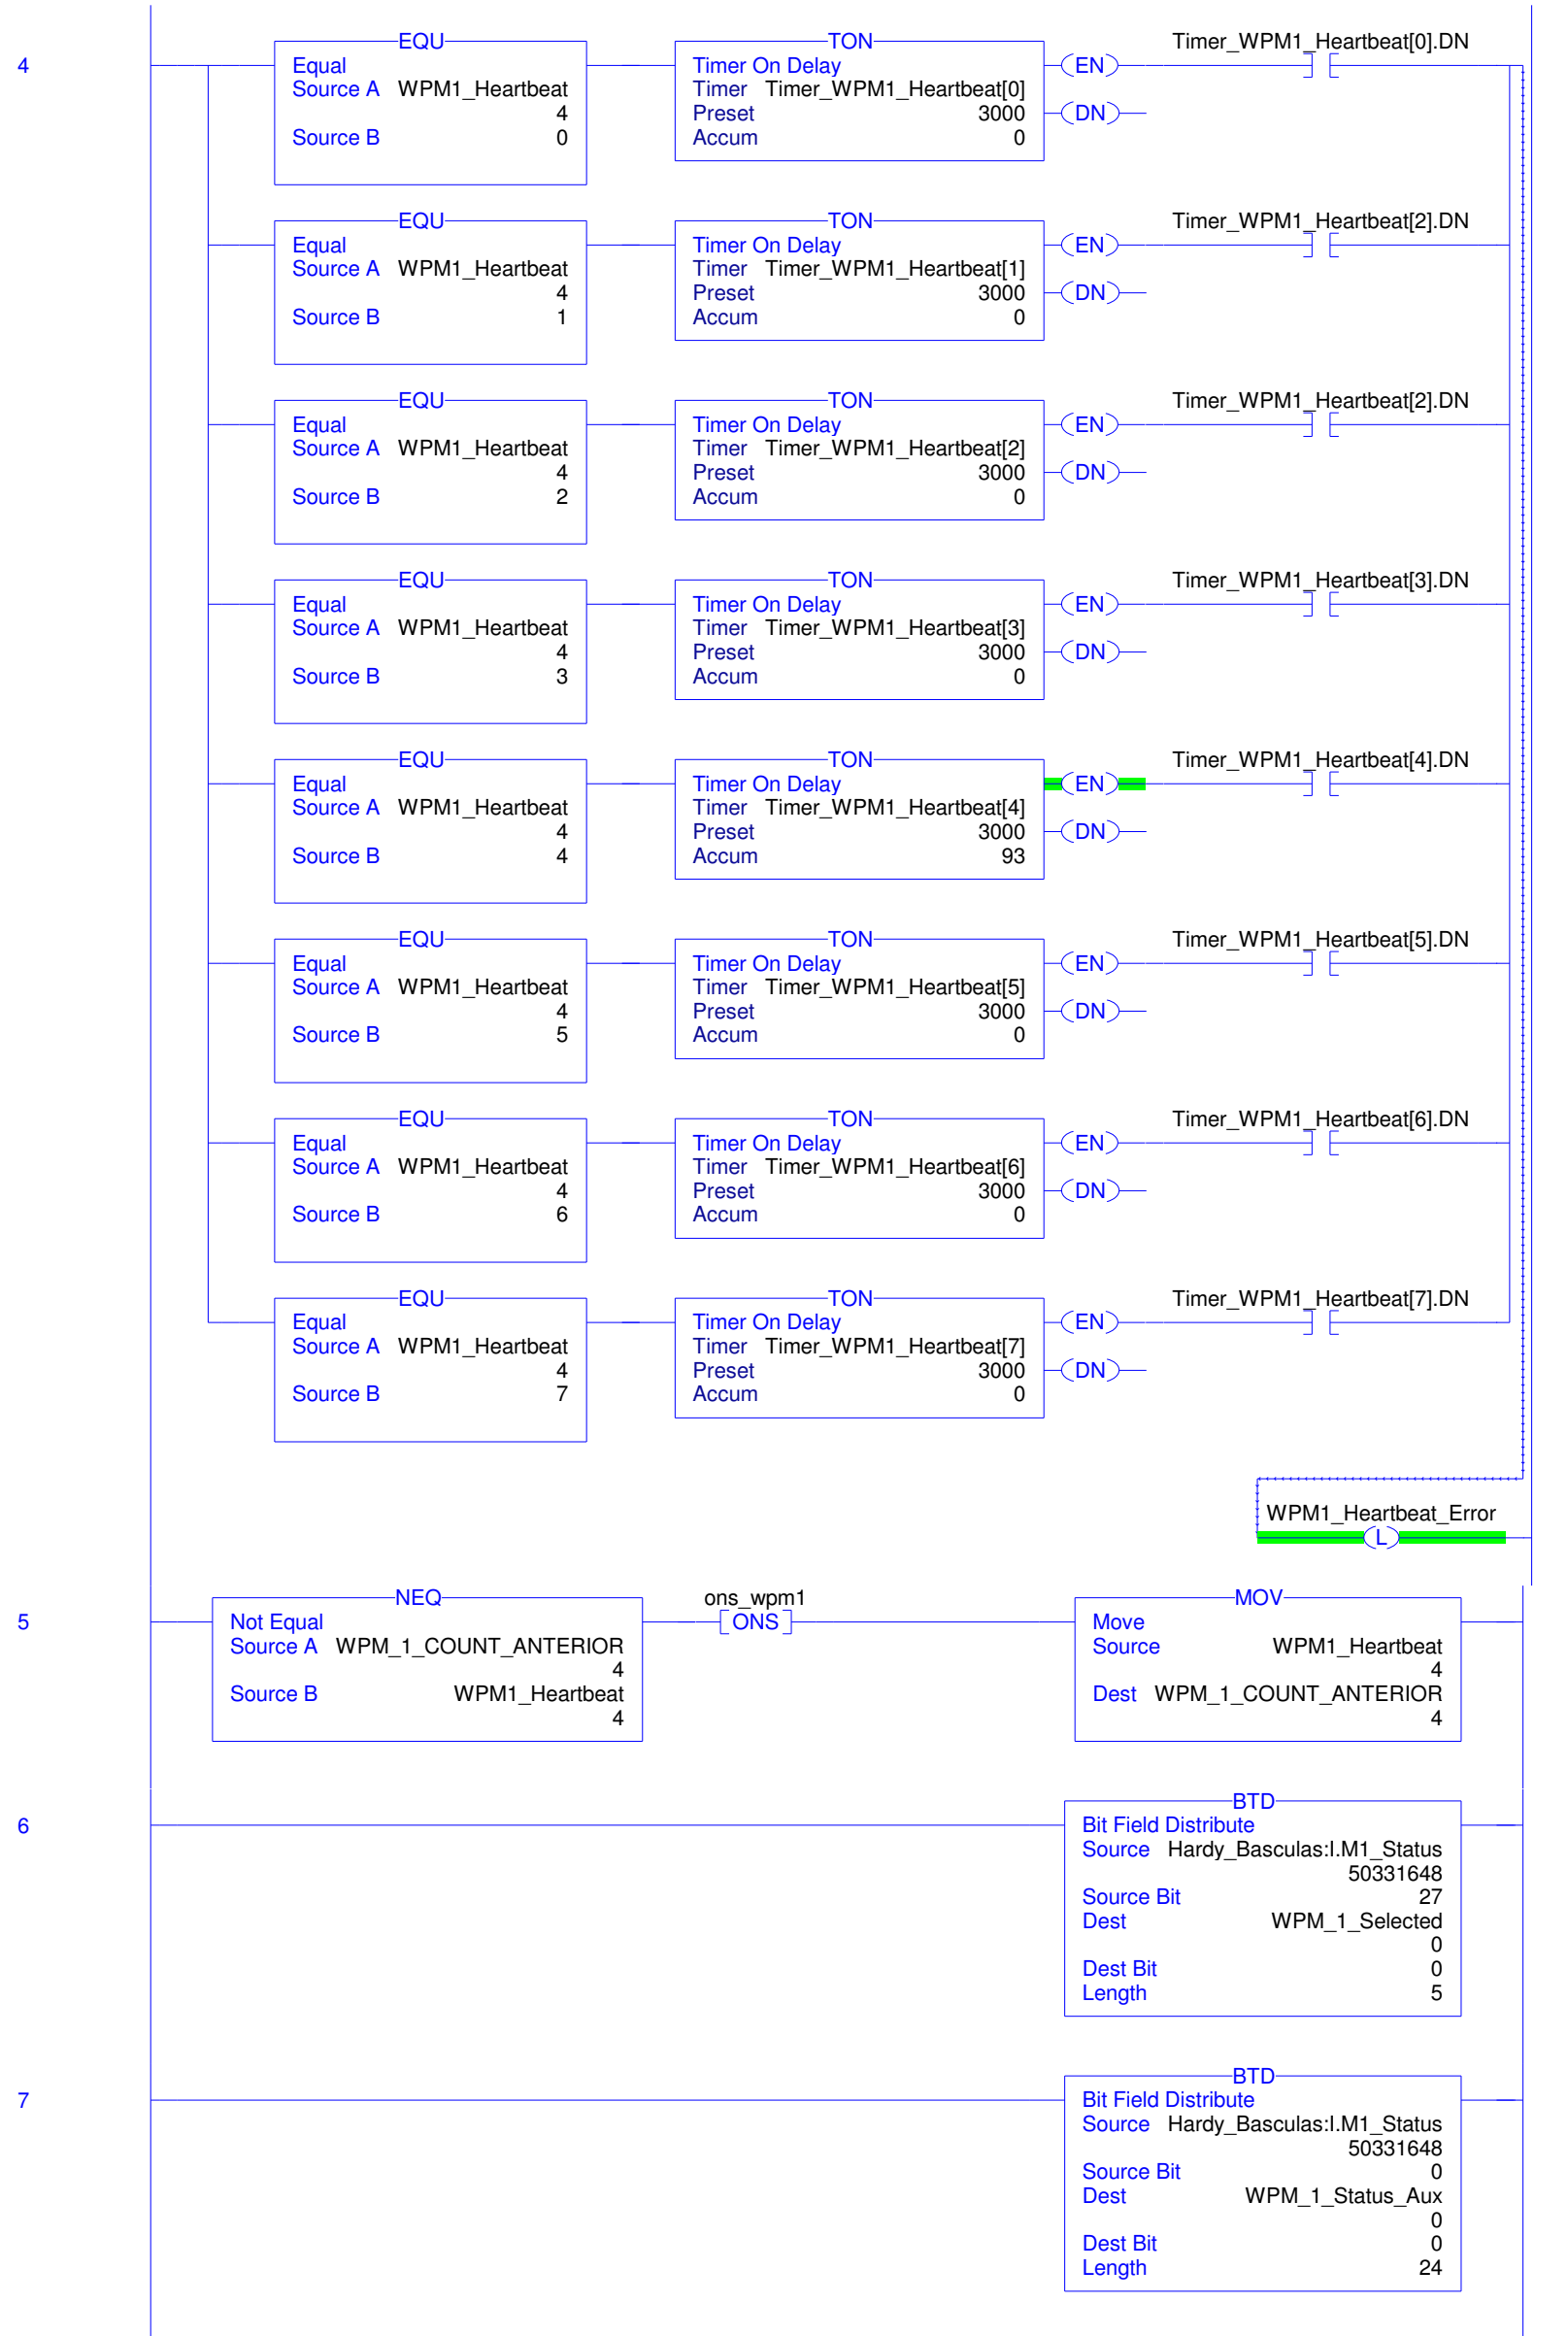 4
EQU
Equal
Source A WPM1_Heartbeat
4
Source B 0
TON
Timer On Delay
Timer Timer_WPM1_Heartbeat[0]
Preset 3000
Accum 0
EN
DN
Timer_WPM1_Heartbeat[0].DN
EQU
Equal
Source A WPM1_Heartbeat
4
Source B 1
TON
Timer On Delay
Timer Timer_WPM1_Heartbeat[1]
Preset 3000
Accum 0
EN
DN
Timer_WPM1_Heartbeat[2].DN
EQU
Equal
Source A WPM1_Heartbeat
4
Source B 2
TON
Timer On Delay
Timer Timer_WPM1_Heartbeat[2]
Preset 3000
Accum 0
EN
DN
Timer_WPM1_Heartbeat[2].DN
EQU
Equal
Source A WPM1_Heartbeat
4
Source B 3
TON
Timer On Delay
Timer Timer_WPM1_Heartbeat[3]
Preset 3000
Accum 0
EN
DN
Timer_WPM1_Heartbeat[3].DN
EQU
Equal
Source A WPM1_Heartbeat
4
Source B 4
TON
Timer On Delay
Timer Timer_WPM1_Heartbeat[4]
Preset 3000
Accum 93
EN
DN
Timer_WPM1_Heartbeat[4].DN
EQU
Equal
Source A WPM1_Heartbeat
4
Source B 5
TON
Timer On Delay
Timer Timer_WPM1_Heartbeat[5]
Preset 3000
Accum 0
EN
DN
Timer_WPM1_Heartbeat[5].DN
EQU
Equal
Source A WPM1_Heartbeat
4
Source B 6
TON
Timer On Delay
Timer Timer_WPM1_Heartbeat[6]
Preset 3000
Accum 0
EN
DN
Timer_WPM1_Heartbeat[6].DN
EQU
Equal
Source A WPM1_Heartbeat
4
Source B 7
TON
Timer On Delay
Timer Timer_WPM1_Heartbeat[7]
Preset 3000
Accum 0
EN
DN
Timer_WPM1_Heartbeat[7].DN
WPM1_Heartbeat_Error
L
5
NEQ
Not Equal
Source A WPM_1_COUNT_ANTERIOR
4
Source B WPM1_Heartbeat
4
ons_wpm1
ONS
MOV
Move
Source WPM1_Heartbeat
4
Dest WPM_1_COUNT_ANTERIOR
4
6
BTD
Bit Field Distribute
Source Hardy_Basculas:I.M1_Status
50331648
Source Bit 27
Dest WPM_1_Selected
0
Dest Bit 0
Length 5
7
BTD
Bit Field Distribute
Source Hardy_Basculas:I.M1_Status
50331648
Source Bit 0
Dest WPM_1_Status_Aux
0
Dest Bit 0
Length 24